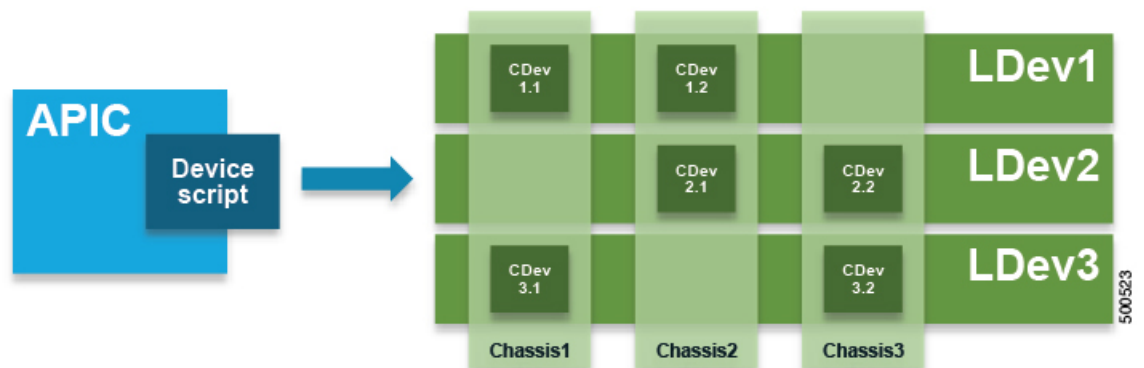 APIC
Device
script
CDev
1.1
CDev
1.2
LDev1
CDev
2.1
CDev
2.2
LDev2
CDev
3.1
CDev
3.2
LDev3
Chassis1
Chassis2
Chassis3
500523